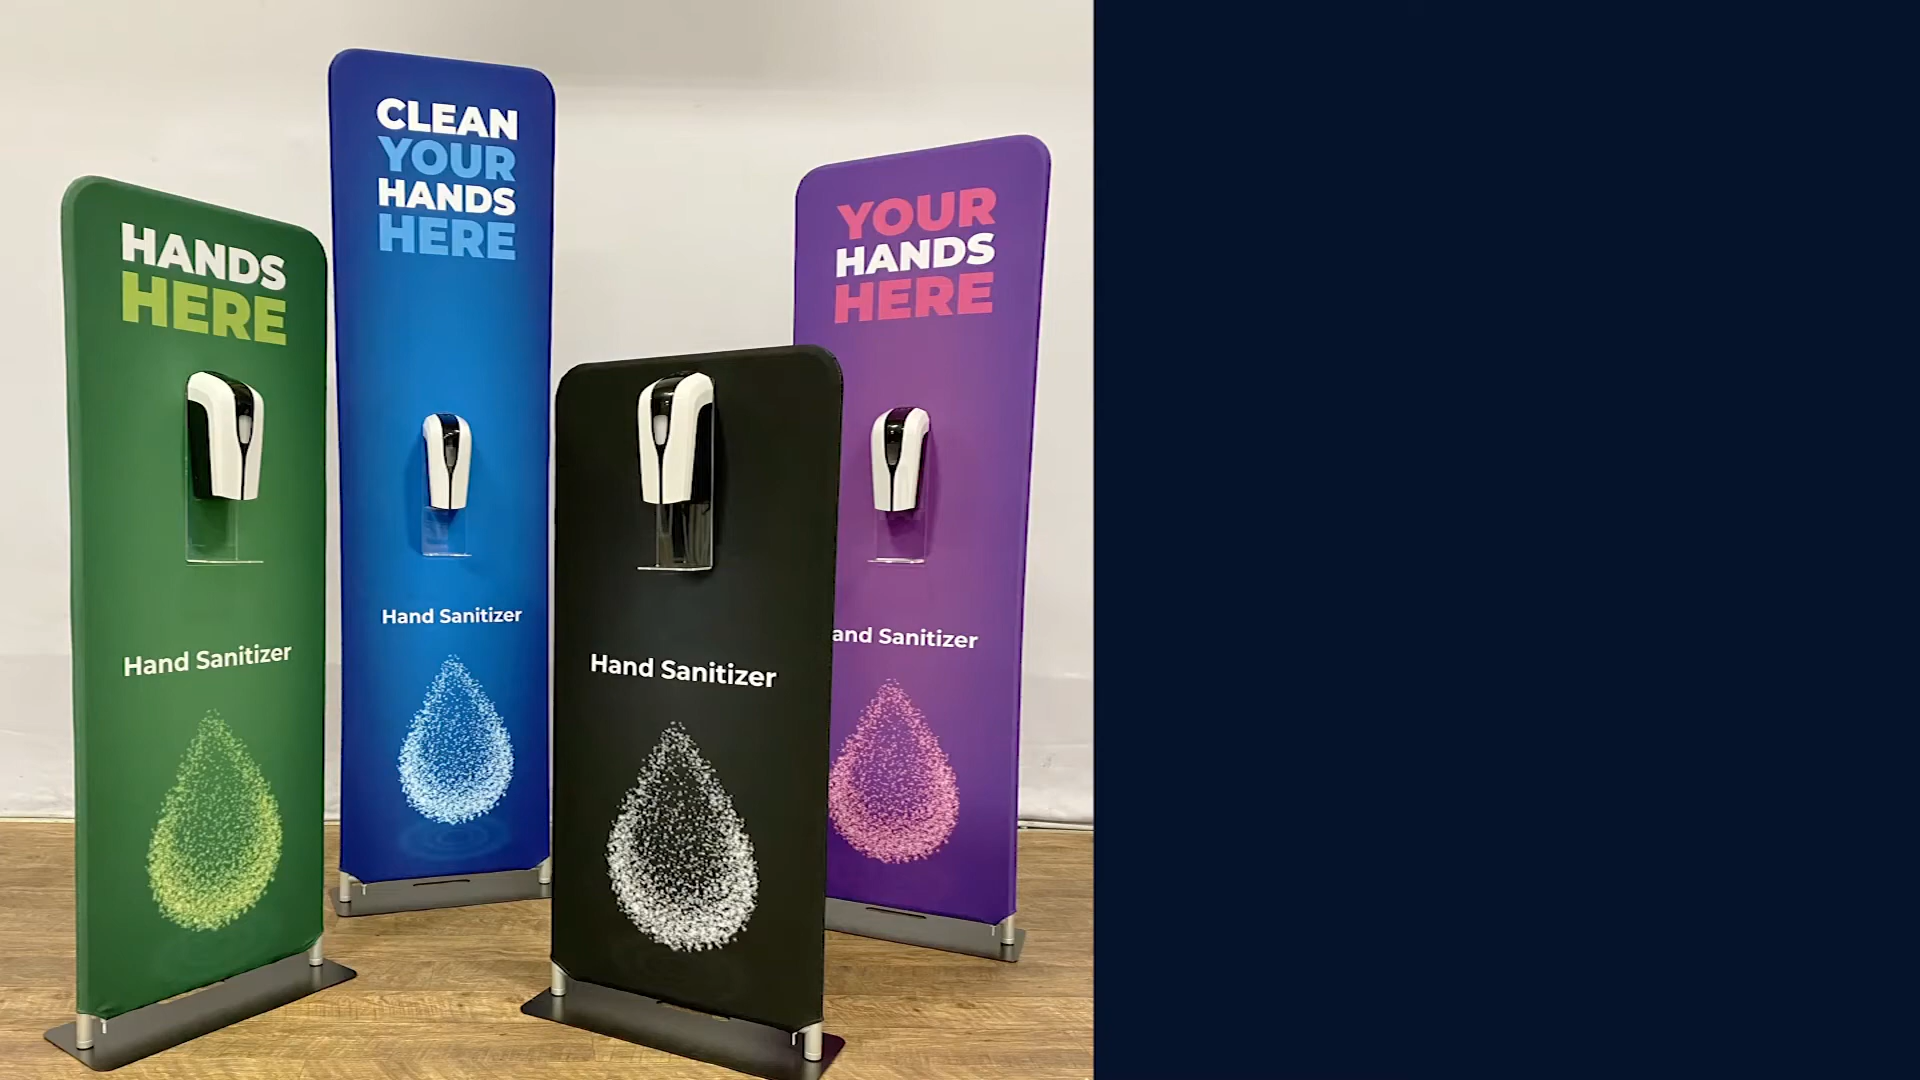 HANDS
HERE
Hand Sanitizer
CLEAN
YOUR
HANDS
HERE
Hand Sanitizer
Hand Sanitizer
YOUR
HANDS
HERE
and Sanitizer